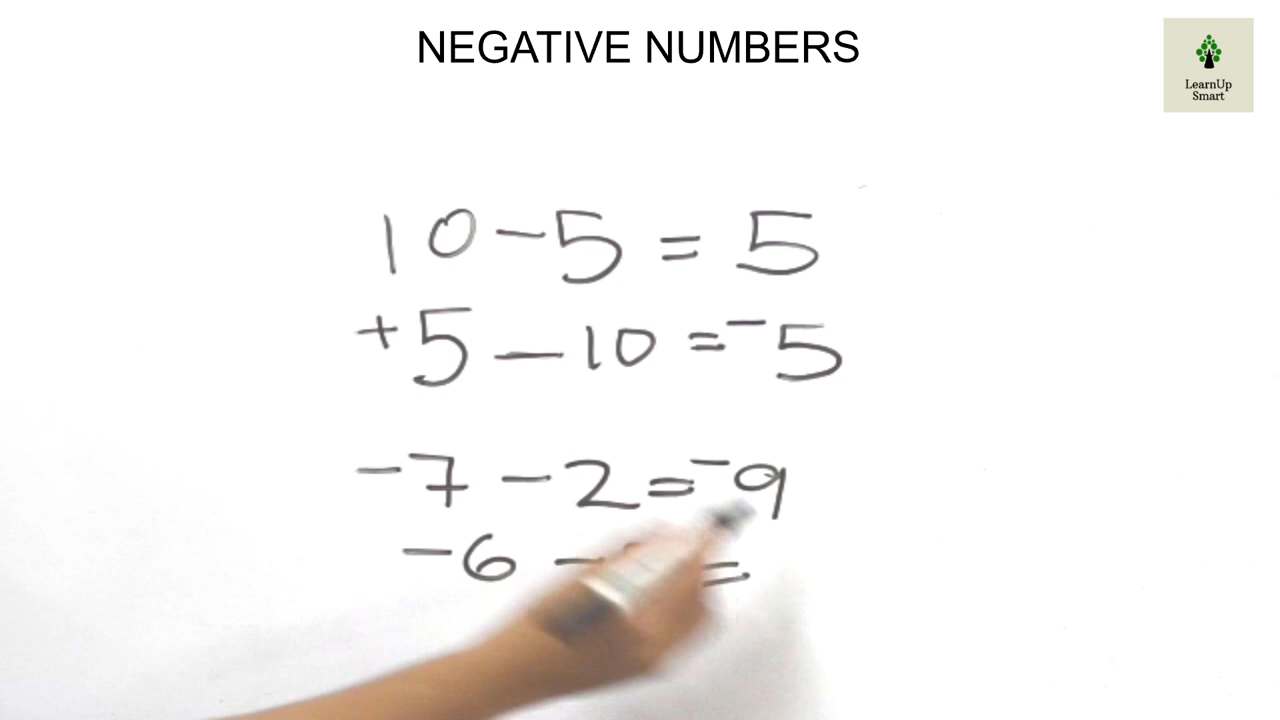 NEGATIVE NUMBERS
LearnUp
Smart
10 - 5 = 5
+5 - 10 = -5
-7 - 2 = -9
-6 - =